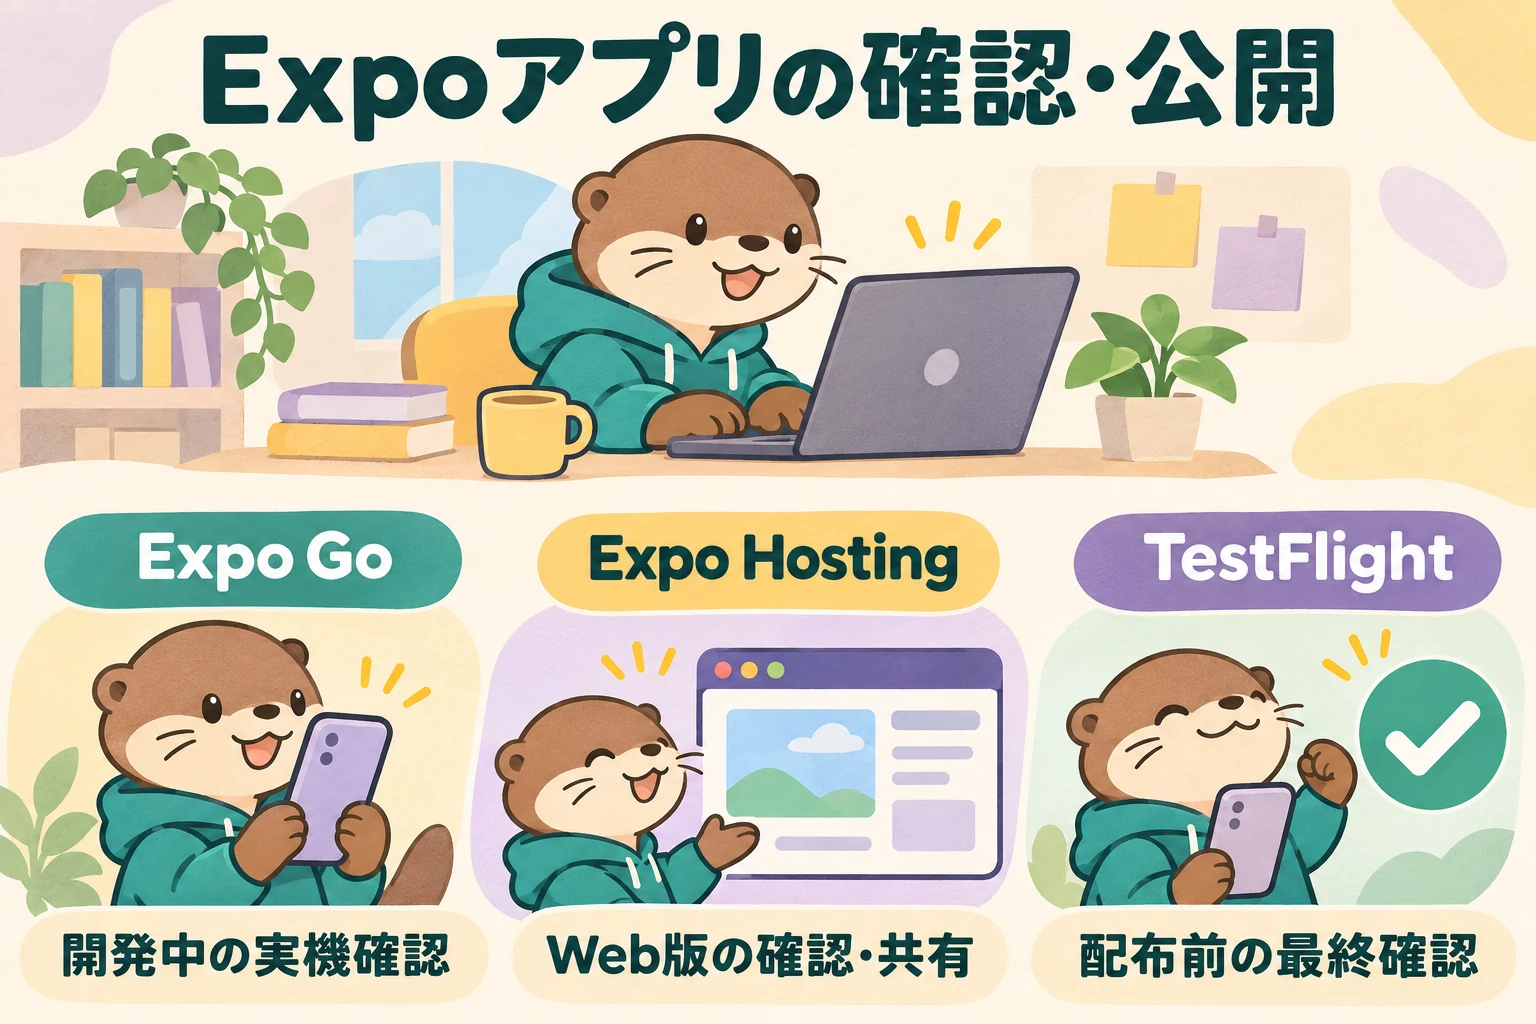 Expoアプリの確認・公開
Expo Go
Expo Hosting
TestFlight
開発中の実機確認
Web版の確認・共有
配布前の最終確認